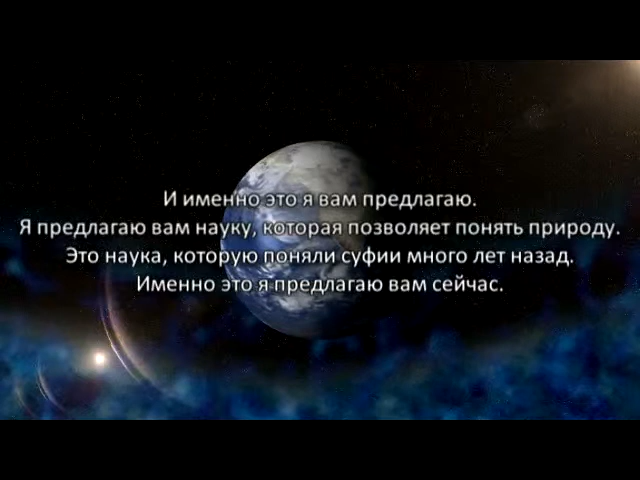 И именно это я вам предлагаю.
Я предлагаю вам науку, которая позволяет понять природу.
Это наука, которую поняли суфии много лет назад.
Именно это я предлагаю вам сейчас.